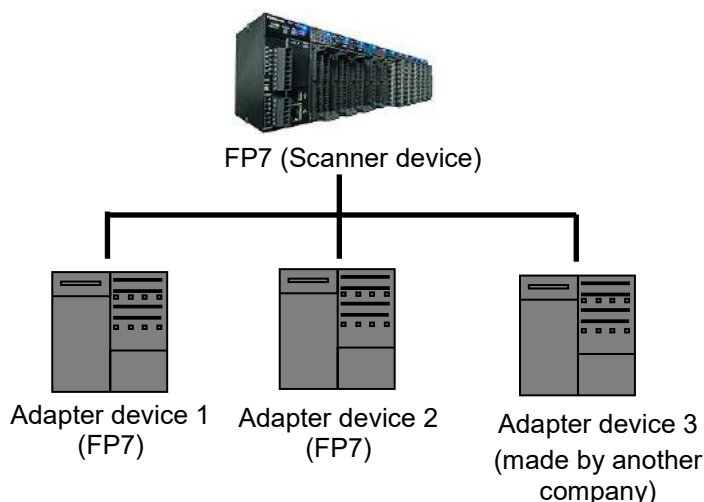 FP7 (Scanner device)
Adapter device 1
(FP7)
Adapter device 2
(FP7)
Adapter device 3
(made by another
company)